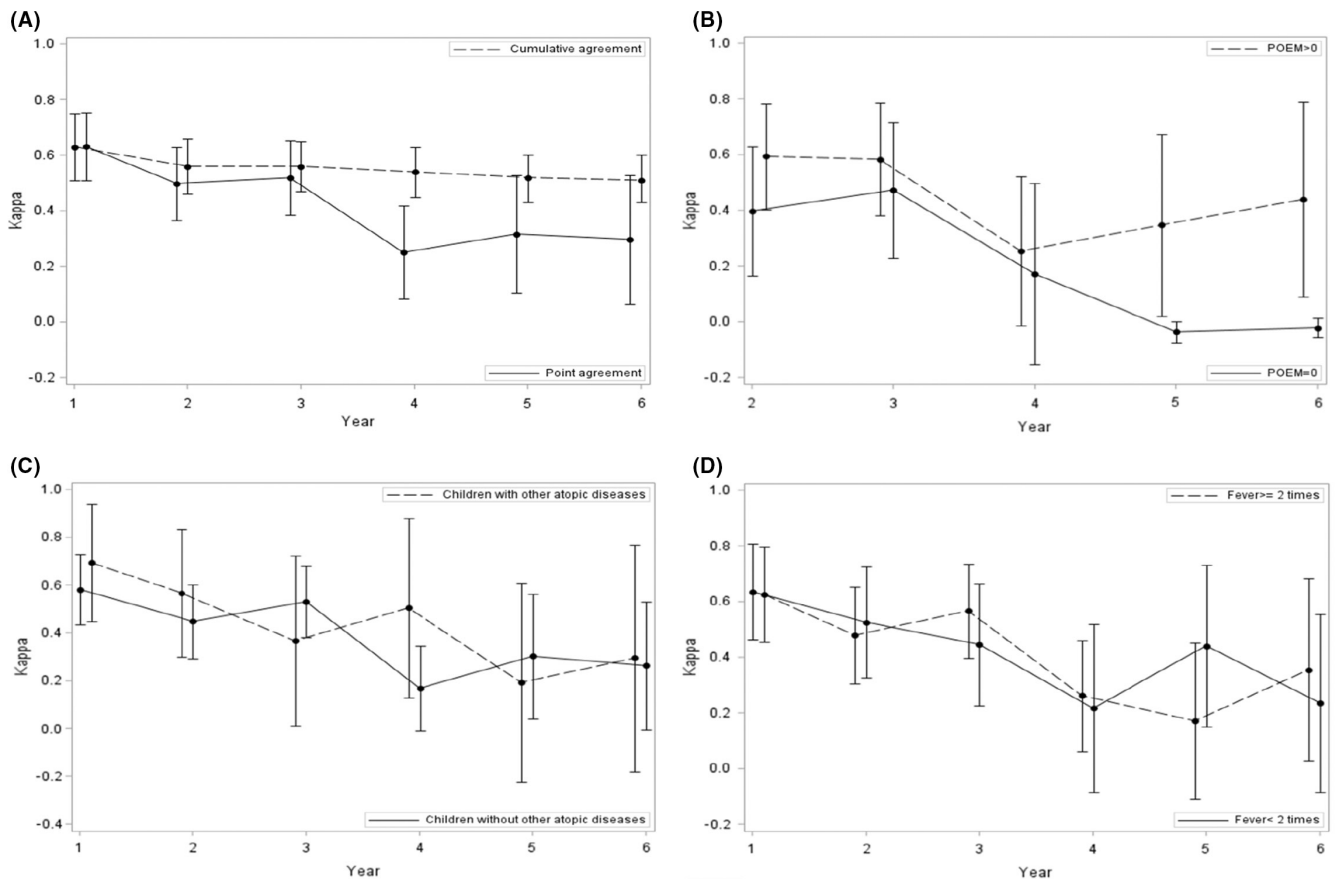 (A)
1.0
0.8
0.6
0.4
0.2
0.0
-0.2
Kappa
Cumulative agreement
Point agreement
1 2 3 4 5 6
Year
(B)
1.0
0.8
0.6
0.4
0.2
0.0
-0.2
Kappa
POEM>0
POEM=0
2 3 4 5 6
Year
(C)
1.0
0.8
0.6
0.4
0.2
0.0
-0.2
-0.4
Kappa
Children with other atopic diseases
Children without other atopic diseases
1 2 3 4 5 6
Year
(D)
1.0
0.8
0.6
0.4
0.2
0.0
-0.2
Kappa
Fever>= 2 times
Fever< 2 times
1 2 3 4 5 6
Year